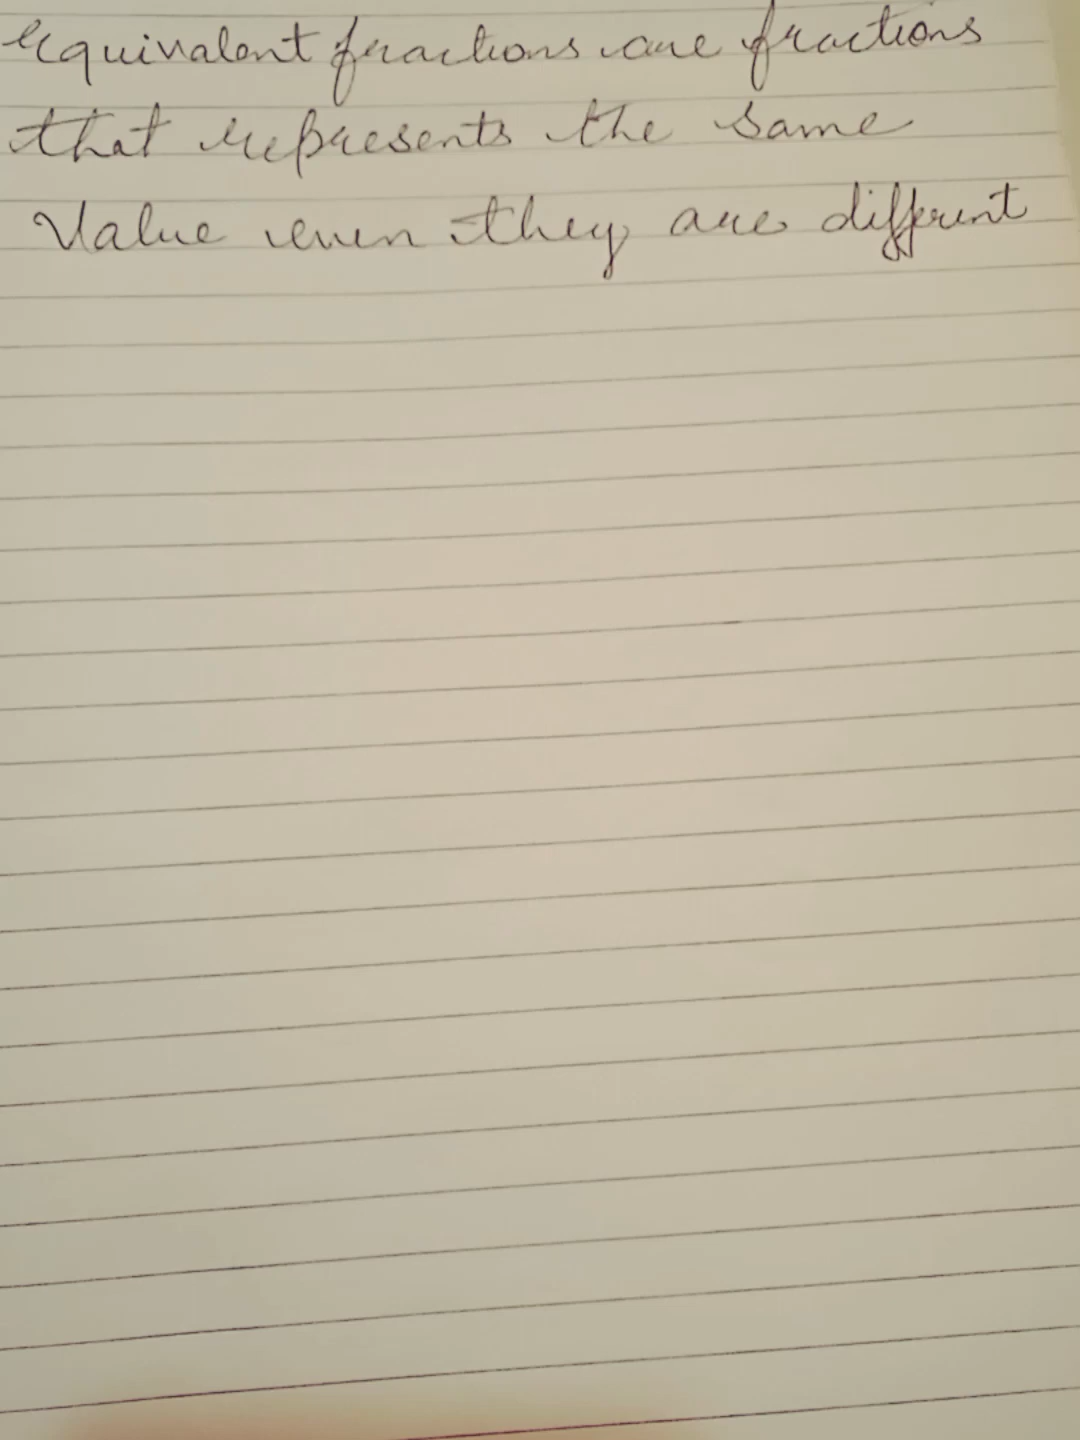 equivalent fractions are fractions
that represents the same
Value even they are different